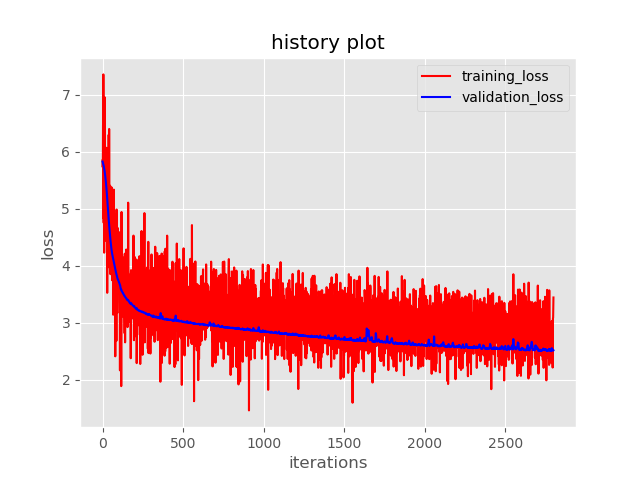 history plot
training_loss
validation_loss
7
6
5
4
3
2
loss
0 500 1000 1500 2000 2500
iterations